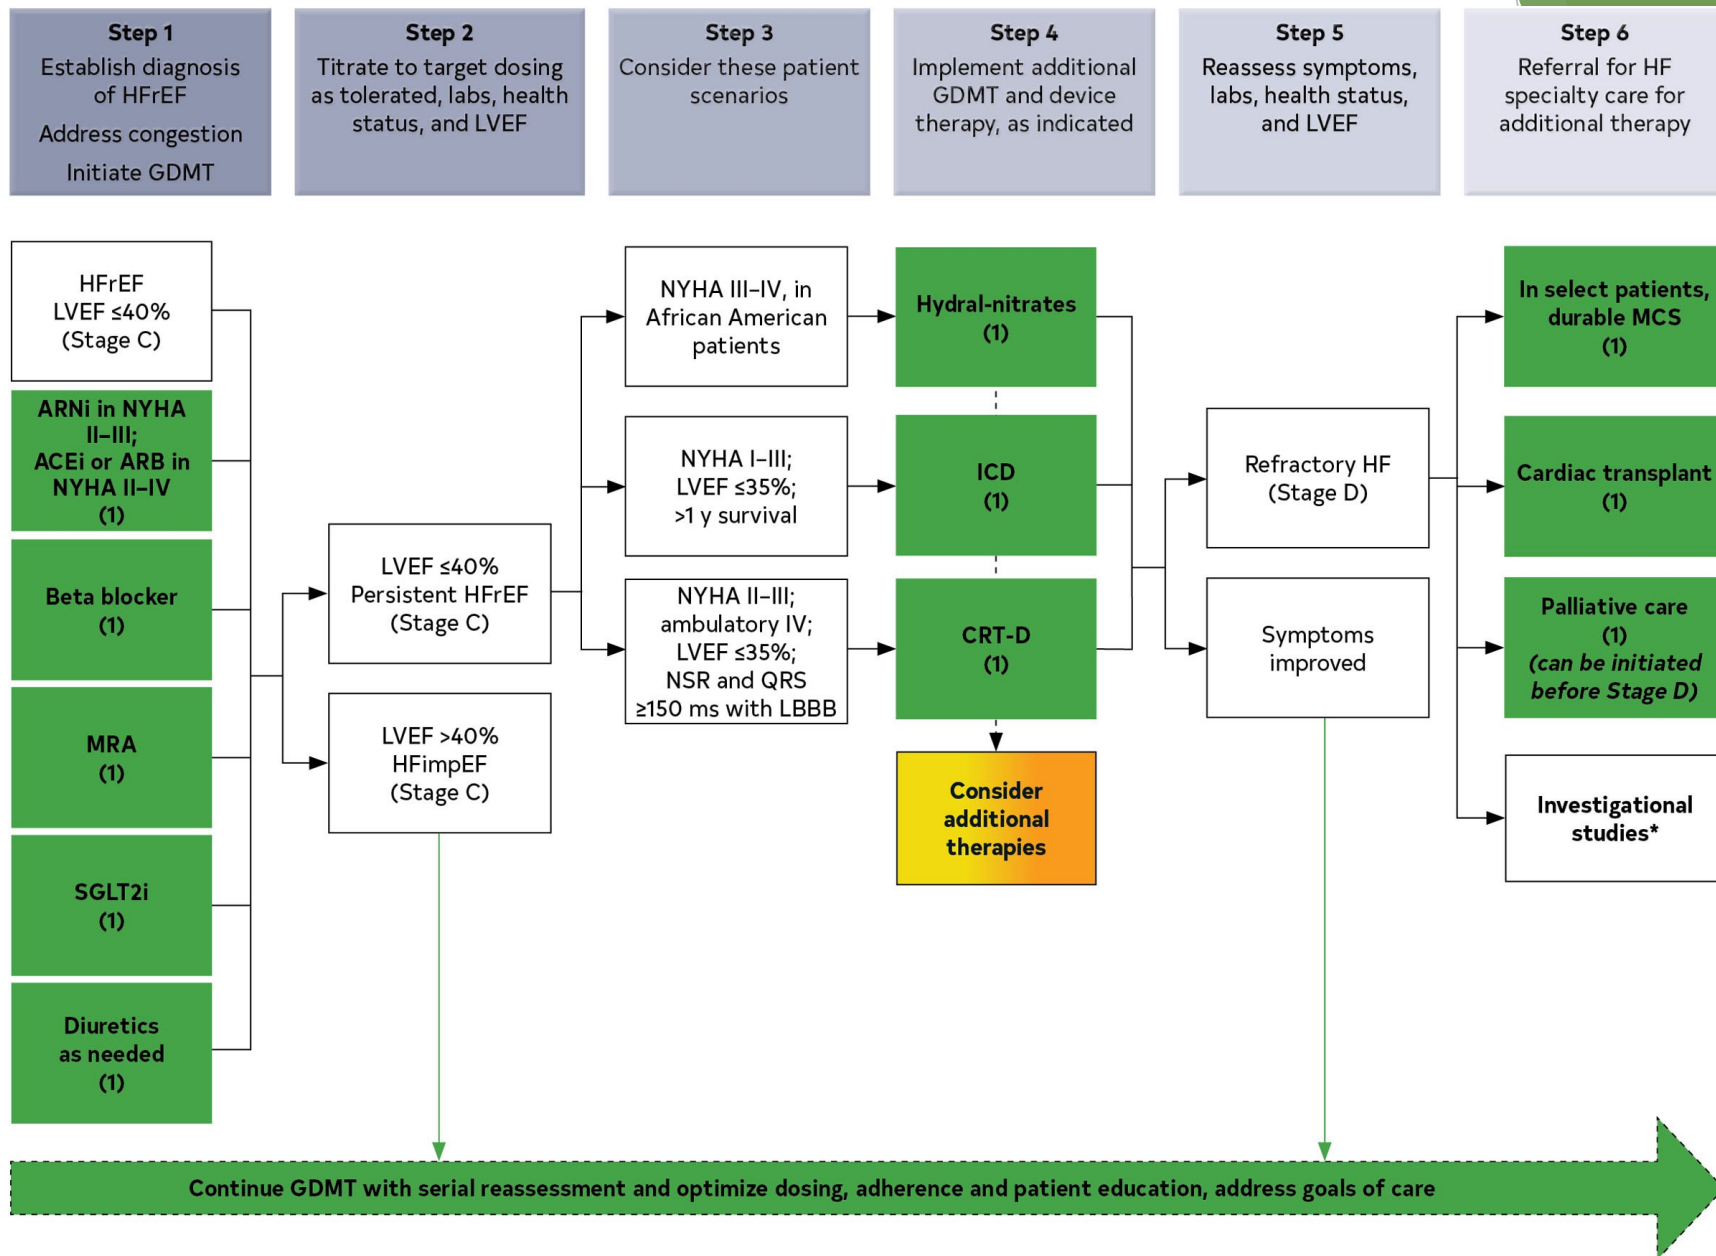 Step 1
Establish diagnosis
of HFrEF
Address congestion
Initiate GDMT
Step 2
Titrate to target dosing
as tolerated, labs, health
status, and LVEF
Step 3
Consider these patient
scenarios
Step 4
Implement additional
GDMT and device
therapy, as indicated
Step 5
Reassess symptoms,
labs, health status,
and LVEF
Step 6
Referral for HF
specialty care for
additional therapy
HFrEF
LVEF ≤40%
(Stage C)
ARNi in NYHA
II–III;
ACEi or ARB in
NYHA II–IV
(1)
Beta blocker
(1)
MRA
(1)
SGLT2i
(1)
Diuretics
as needed
(1)
LVEF ≤40%
Persistent HFrEF
(Stage C)
LVEF >40%
HFimpEF
(Stage C)
NYHA III–IV, in
African American
patients
NYHA I–III;
LVEF ≤35%;
>1 y survival
NYHA II–III;
ambulatory IV;
LVEF ≤35%;
NSR and QRS
≥150 ms with LBBB
Hydral-nitrates
(1)
ICD
(1)
CRT-D
(1)
Consider
additional
therapies
Refractory HF
(Stage D)
Symptoms
improved
In select patients,
durable MCS
(1)
Cardiac transplant
(1)
Palliative care
(1)
(can be initiated
before Stage D)
Investigational
studies*
Continue GDMT with serial reassessment and optimize dosing, adherence and patient education, address goals of care